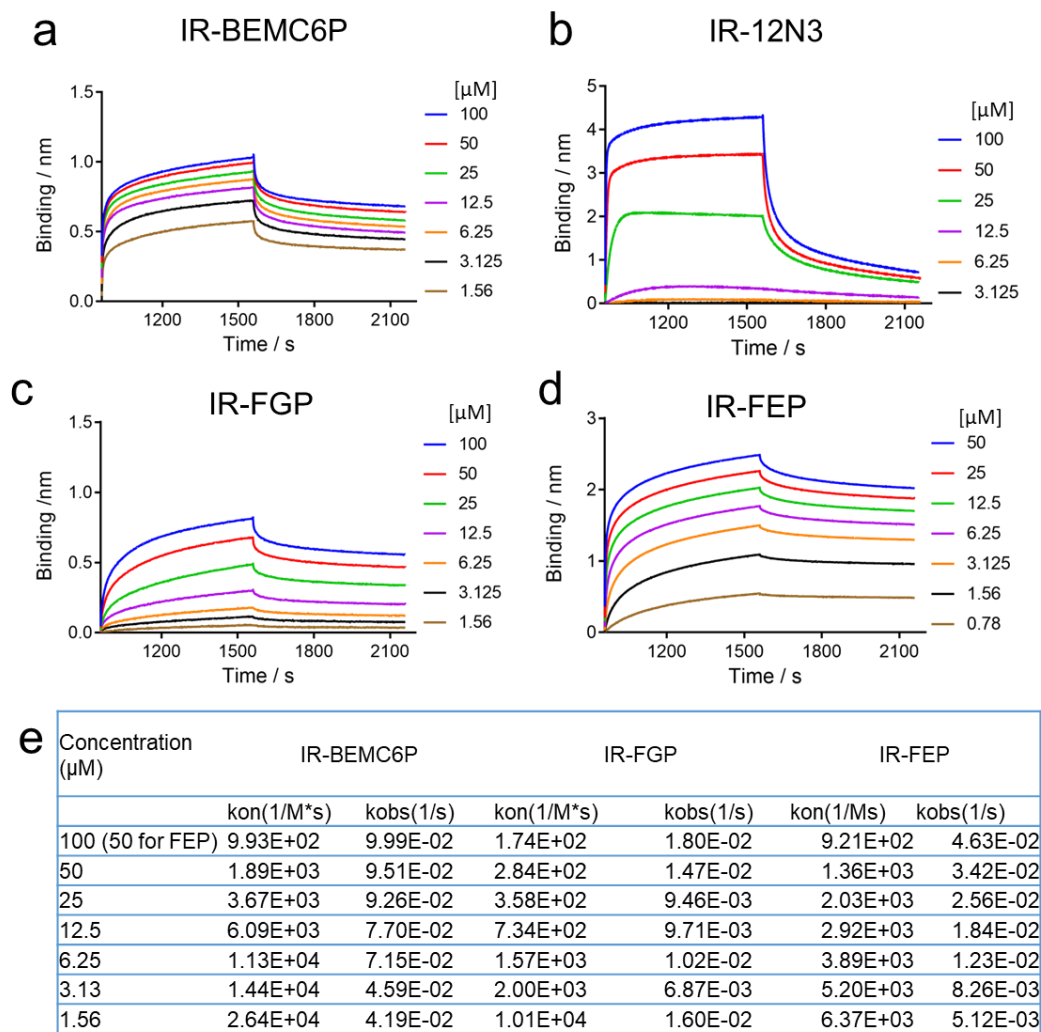 a
IR-BEMC6P
[µM]
1.5
1.0
0.5
0.0
Binding / nm
1200 1500 1800 2100
Time / s
100
50
25
6.25
12.5
3.125
1.56
b
IR-12N3
[µM]
5
4
3
2
1
0
Binding / nm
1200 1500 1800 2100
Time / s
100
50
25
12.5
6.25
3.125
c
IR-FGP
[µM]
1.5
1.0
0.5
0.0
Binding /nm
1200 1500 1800 2100
Time / s
100
50
25
12.5
6.25
3.125
1.56
d
IR-FEP
[µM]
3
2
1
0
Binding / nm
1200 1500 1800 2100
Time / s
50
25
12.5
6.25
3.125
1.56
0.78
e
Concentration (µM) IR-BEMC6P IR-FGP IR-FEP
kon(1/M*s) kobs(1/s) kon(1/M*s) kobs(1/s) kon(1/Ms) kobs(1/s)
100 (50 for FEP) 9.93E+02 9.99E-02 1.74E+02 1.80E-02 9.21E+02 4.63E-02
50 1.89E+03 9.51E-02 2.84E+02 1.47E-02 1.36E+03 3.42E-02
25 3.67E+03 9.26E-02 3.58E+02 9.46E-03 2.03E+03 2.56E-02
12.5 6.09E+03 7.70E-02 7.34E+02 9.71E-03 2.92E+03 1.84E-02
6.25 1.13E+04 7.15E-02 1.57E+03 1.02E-02 3.89E+03 1.23E-02
3.13 1.44E+04 4.59E-02 2.00E+03 6.87E-03 5.20E+03 8.26E-03
1.56 2.64E+04 4.19E-02 1.01E+04 1.60E-02 6.37E+03 5.12E-03